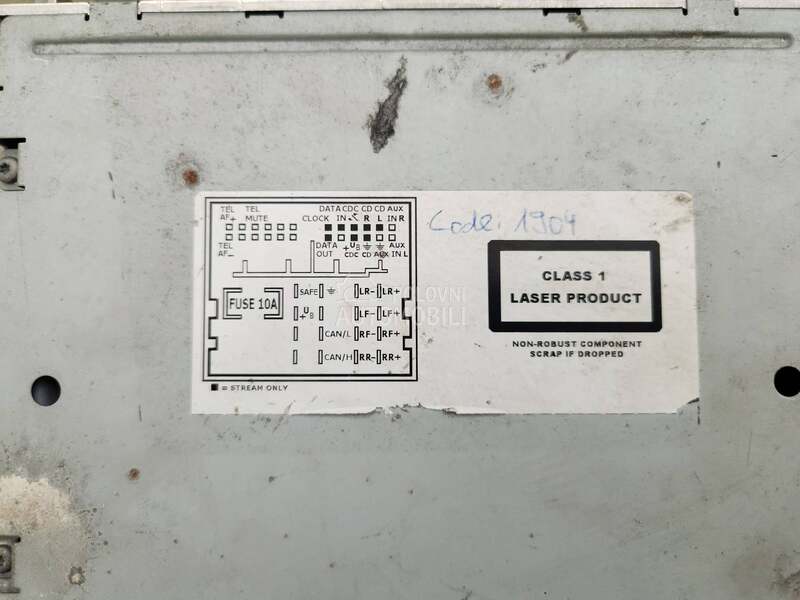 TEL TEL DATA CDC CD CD AUX
AF+ MUTE CLOCK IN R L IN R
TEL DATA +UB AUX
AF- OUT CDC CD AUX IN L
Code: 1904
FUSE 10A
SAFE LR- LR+
+UB LF- LF+
CAN/L RF- RF+
CAN/H RR- RR+
= STREAM ONLY
CLASS 1
LASER PRODUCT
NON-ROBUST COMPONENT
SCRAP IF DROPPED
POLOVNI
AUTOMOBILI